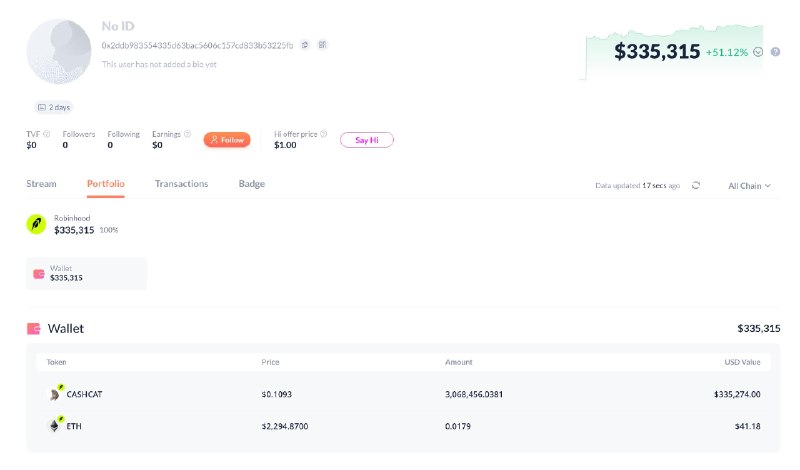 No ID
0x2ddb983554335d63bac5606c157cd833b53225fb
This user has not added a bio yet
$335,315 +51.12%
2 days
TVF Followers Following Earnings Hi offer price
$0 0 0 $0 Follow $1.00 Say Hi
Stream Portfolio Transactions Badge Data updated 17 secs ago All Chain
Robinhood
$335,315 100%
Wallet
$335,315
Wallet $335,315
Token Price Amount USD Value
CASHCAT $0.1093 3,068,456.0381 $335,274.00
ETH $2,294.8700 0.0179 $41.18